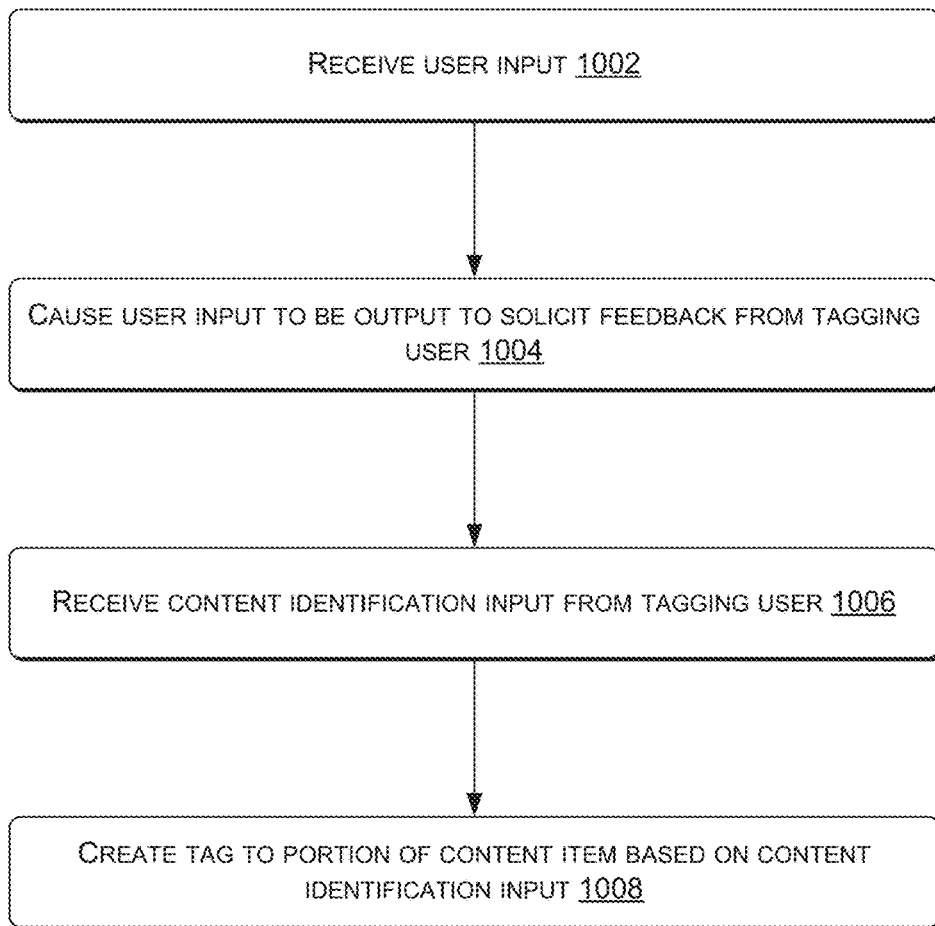 RECEIVE USER INPUT 1002
CAUSE USER INPUT TO BE OUTPUT TO SOLICIT FEEDBACK FROM TAGGING
USER 1004
RECEIVE CONTENT IDENTIFICATION INPUT FROM TAGGING USER 1006
CREATE TAG TO PORTION OF CONTENT ITEM BASED ON CONTENT
IDENTIFICATION INPUT 1008